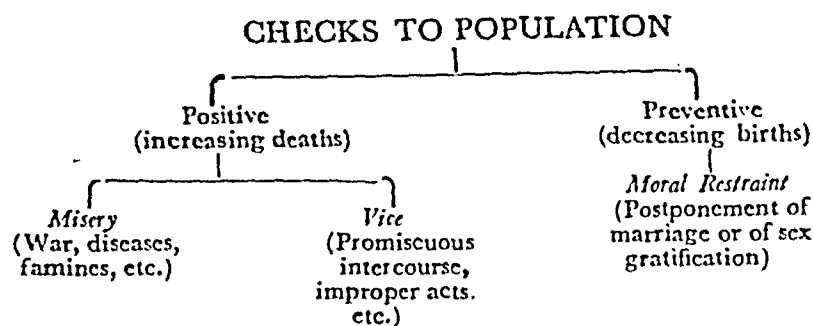 CHECKS TO POPULATION
Positive
(increasing deaths)
Preventive
(decreasing births)
Misery
(War, diseases,
famines, etc.)
Vice
(Promiscuous
intercourse,
improper acts.
etc.)
Moral Restraint
(Postponement of
marriage or of sex
gratification)